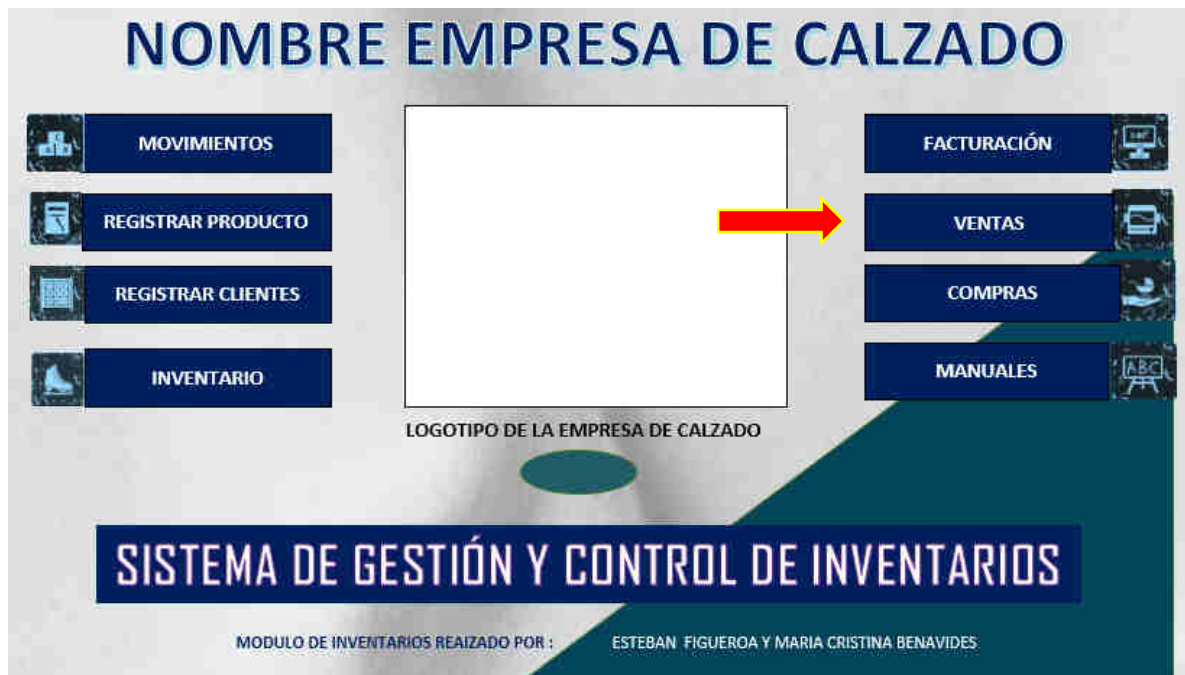 NOMBRE EMPRESA DE CALZADO
MOVIMIENTOS
REGISTRAR PRODUCTO
REGISTRAR CLIENTES
INVENTARIO
FACTURACIÓN
VENTAS
COMPRAS
MANUALES
ABC
LOGOTIPO DE LA EMPRESA DE CALZADO
SISTEMA DE GESTIÓN Y CONTROL DE INVENTARIOS
MODULO DE INVENTARIOS REAIZADO POR : ESTEBAN FIGUEROA Y MARIA CRISTINA BENAVIDES